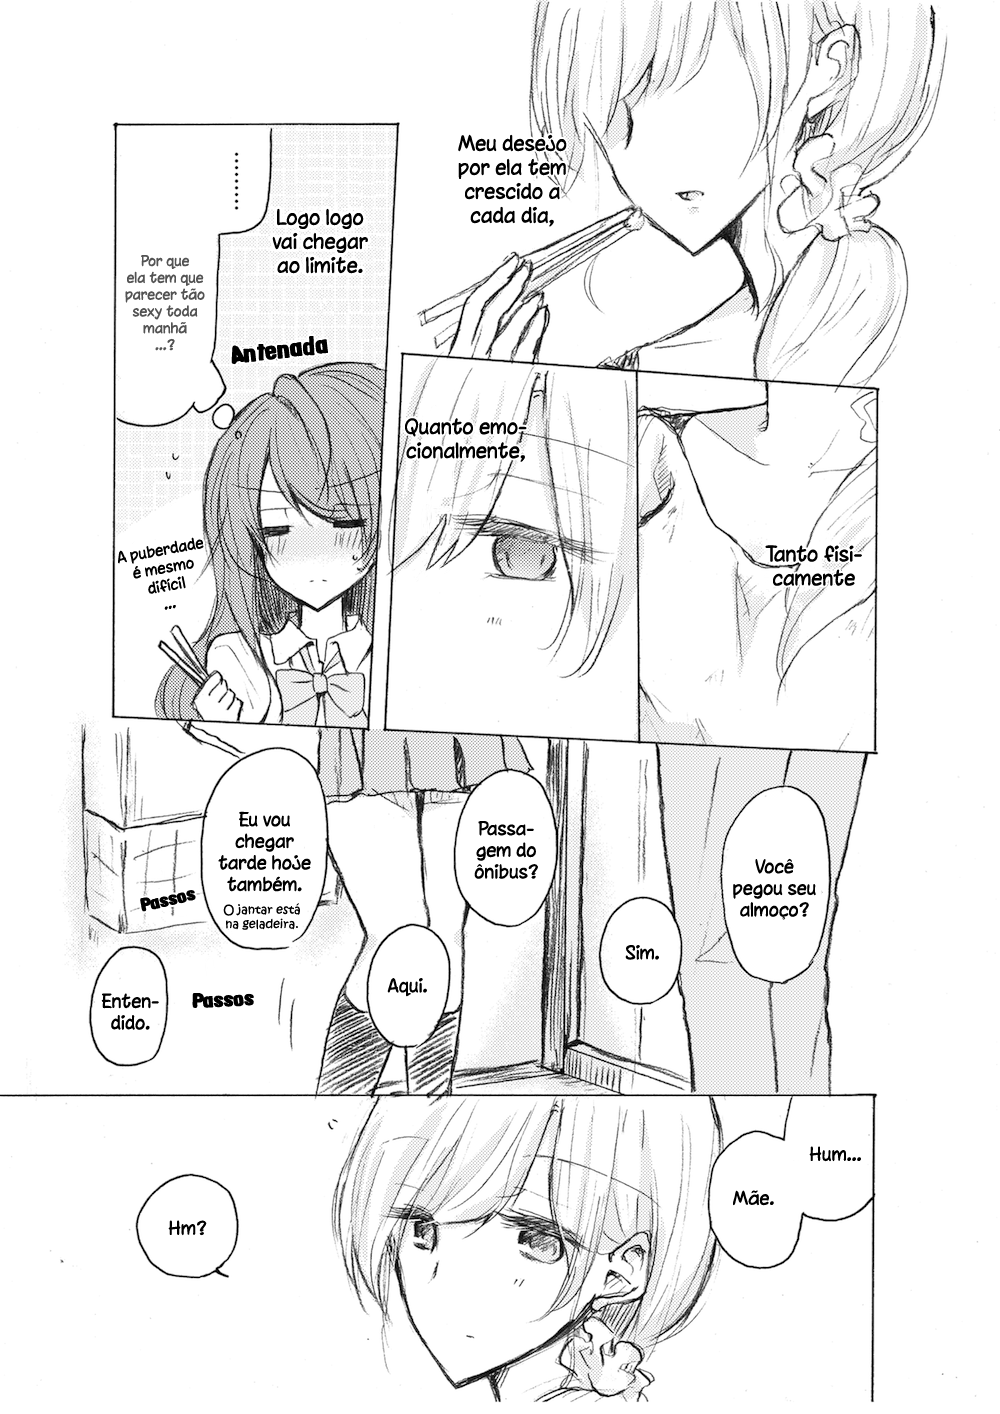 Meu desejo
por ela tem
crescido a
cada dia,
Tanto fisi-
camente
Quanto emo-
cionalmente,
Logo logo
vai chegar
ao limite.
.........
Por que
ela tem que
parecer tão
sexy toda
manhã
...?
Antenada
A puberdade
é mesmo
difícil
...
Você
pegou seu
almoço?
Sim.
Passa-
gem do
ônibus?
Aqui.
Eu vou
chegar
tarde hoje
também.
O jantar está
na geladeira.
Passos
Enten-
dido.
Passos
Hum...
Mãe.
Hm?